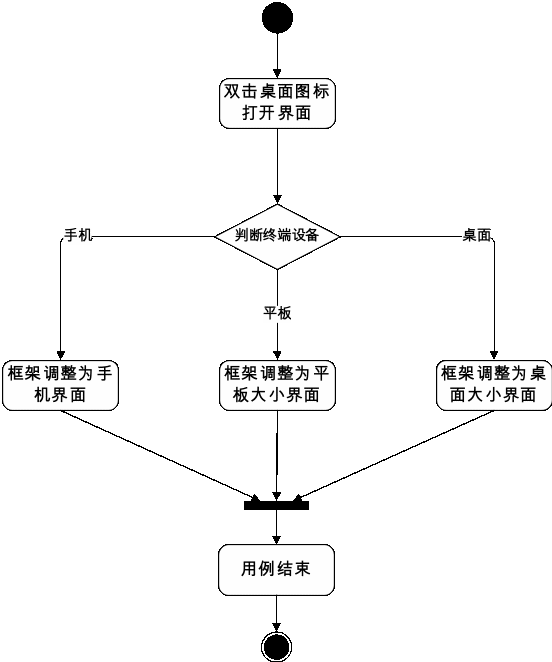 双击桌面图标
打开界面
手机
判断终端设备
桌面
平板
框架调整为手
机界面
框架调整为平
板大小界面
框架调整为桌
面大小界面
用例结束